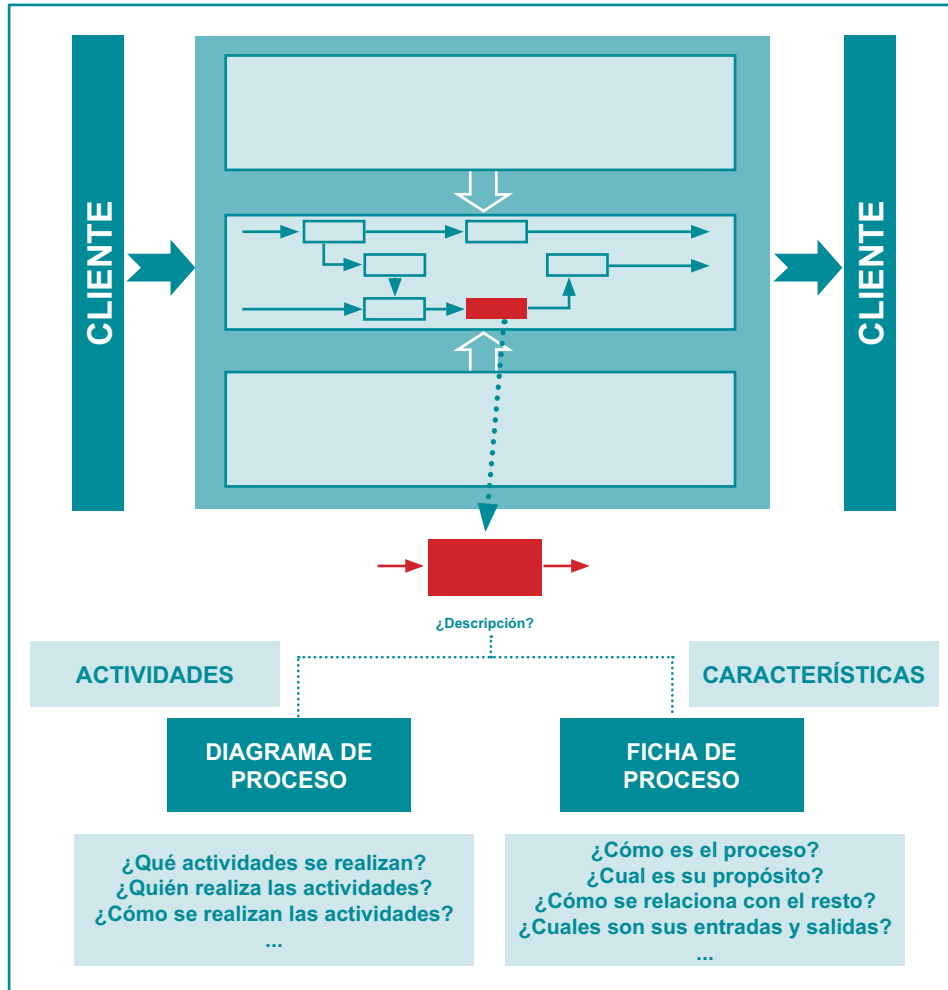 CLIENTE
CLIENTE
¿Descripción?
ACTIVIDADES
CARACTERÍSTICAS
DIAGRAMA DE
PROCESO
FICHA DE
PROCESO
¿Qué actividades se realizan?
¿Quién realiza las actividades?
¿Cómo se realizan las actividades?
...
¿Cómo es el proceso?
¿Cual es su propósito?
¿Cómo se relaciona con el resto?
¿Cuales son sus entradas y salidas?
...